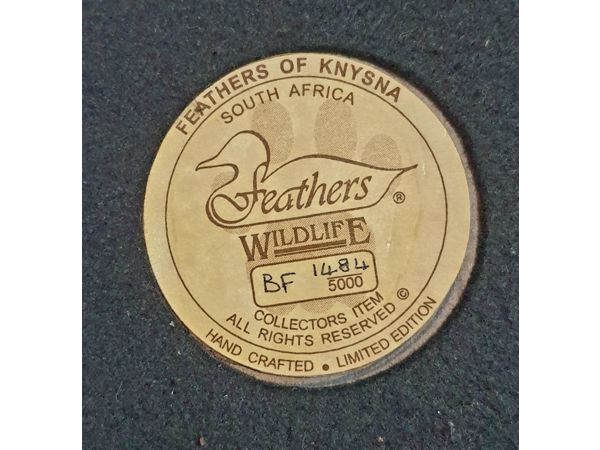 FEATHERS OF KNYSNA
SOUTH AFRICA
Feathers ®
WILDLIFE
BF 1484
5000
COLLECTORS ITEM
ALL RIGHTS RESERVED ©
HAND CRAFTED • LIMITED EDITION